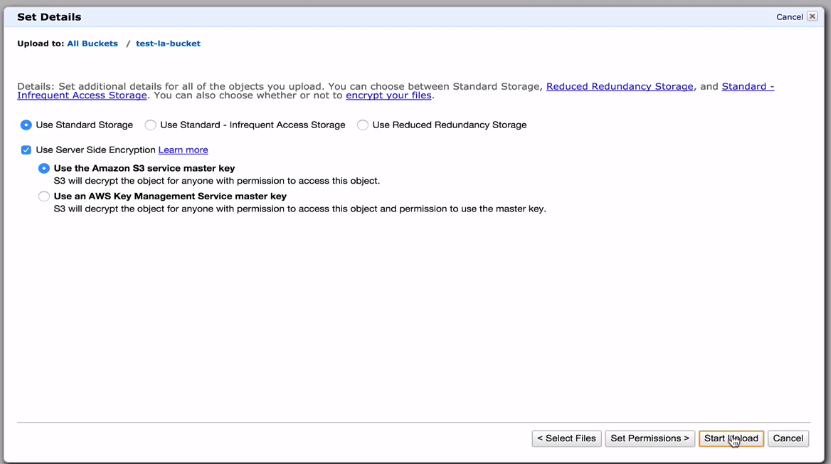 Set Details
Cancel
Upload to: All Buckets / test-la-bucket
Details: Set additional details for all of the objects you upload. You can choose between Standard Storage, Reduced Redundancy Storage, and Standard -
Infrequent Access Storage. You can also choose whether or not to encrypt your files.
Use Standard Storage
Use Standard - Infrequent Access Storage
Use Reduced Redundancy Storage
Use Server Side Encryption Learn more
Use the Amazon S3 service master key
S3 will decrypt the object for anyone with permission to access this object.
Use an AWS Key Management Service master key
S3 will decrypt the object for anyone with permission to access this object and permission to use the master key.
< Select Files
Set Permissions >
Start Upload
Cancel